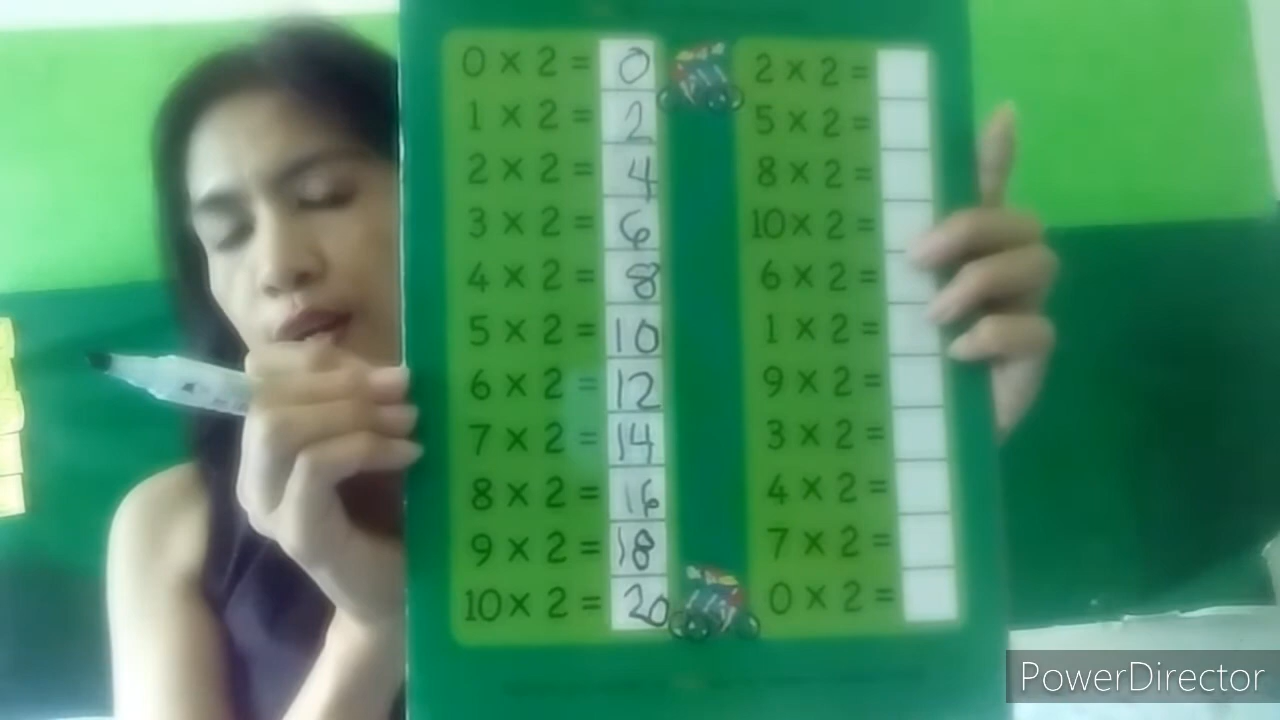 0 × 2 = 0
1 × 2 = 2
2 × 2 = 4
3 × 2 = 6
4 × 2 = 8
5 × 2 = 10
6 × 2 = 12
7 × 2 = 14
8 × 2 = 16
9 × 2 = 18
10 × 2 = 20
2 × 2 =
5 × 2 =
8 × 2 =
10 × 2 =
6 × 2 =
1 × 2 =
9 × 2 =
3 × 2 =
4 × 2 =
7 × 2 =
0 × 2 =
PowerDirector